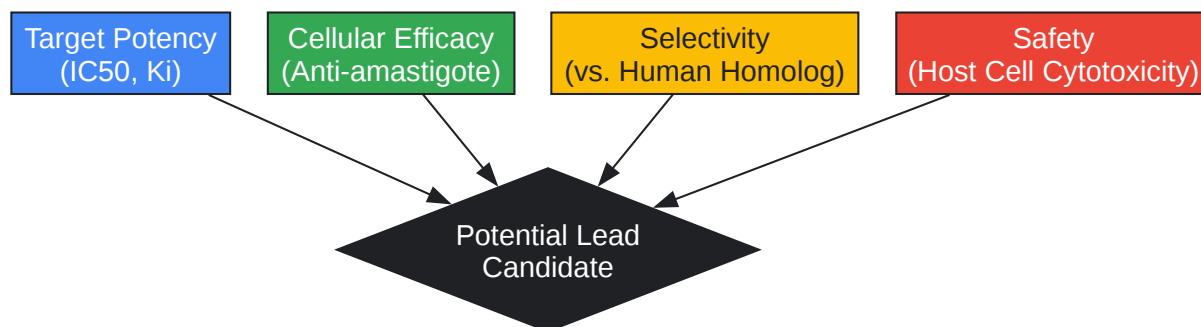 Target Potency
(IC50, Ki)
Cellular Efficacy
(Anti-amastigote)
Selectivity
(vs. Human Homolog)
Safety
(Host Cell Cytotoxicity)
Potential Lead
Candidate